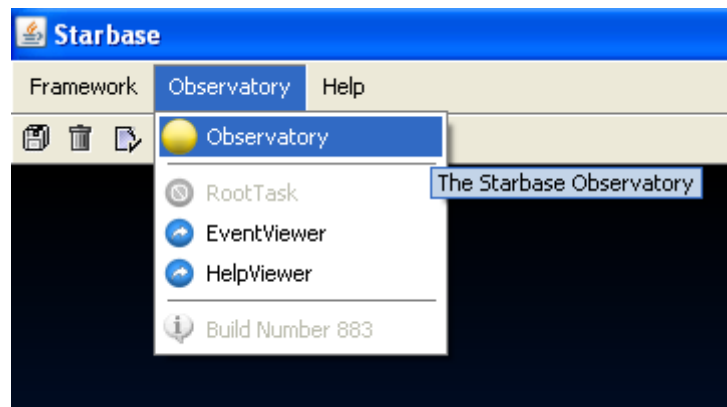 Starbase
Framework Observatory Help
Observatory
The Starbase Observatory
RootTask
EventViewer
HelpViewer
Build Number 883